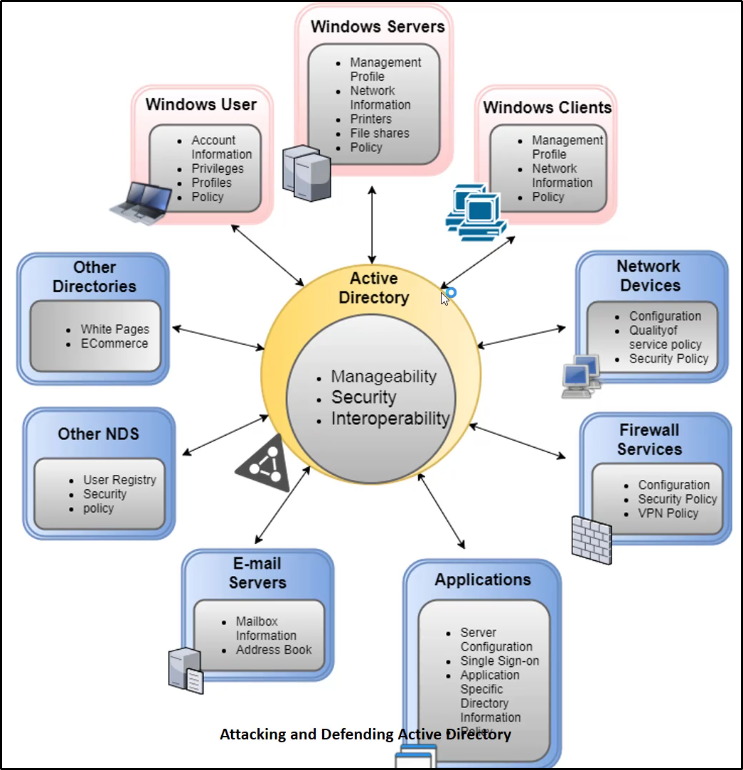 Windows Servers
Management
Profile
Network
Information
Printers
File shares
Policy
Windows User
Account
Information
Privileges
Profiles
Policy
Windows Clients
Management
Profile
Network
Information
Policy
Other
Directories
White Pages
ECommerce
Active
Directory
Manageability
Security
Interoperability
Network
Devices
Configuration
Qualityof
service policy
Security Policy
Other NDS
User Registry
Security
policy
Firewall
Services
Configuration
Security Policy
VPN Policy
E-mail
Servers
Mailbox
Information
Address Book
Applications
Server
Configuration
Single Sign-on
Application
Specific
Directory
Information
Policy
Attacking and Defending Active Directory